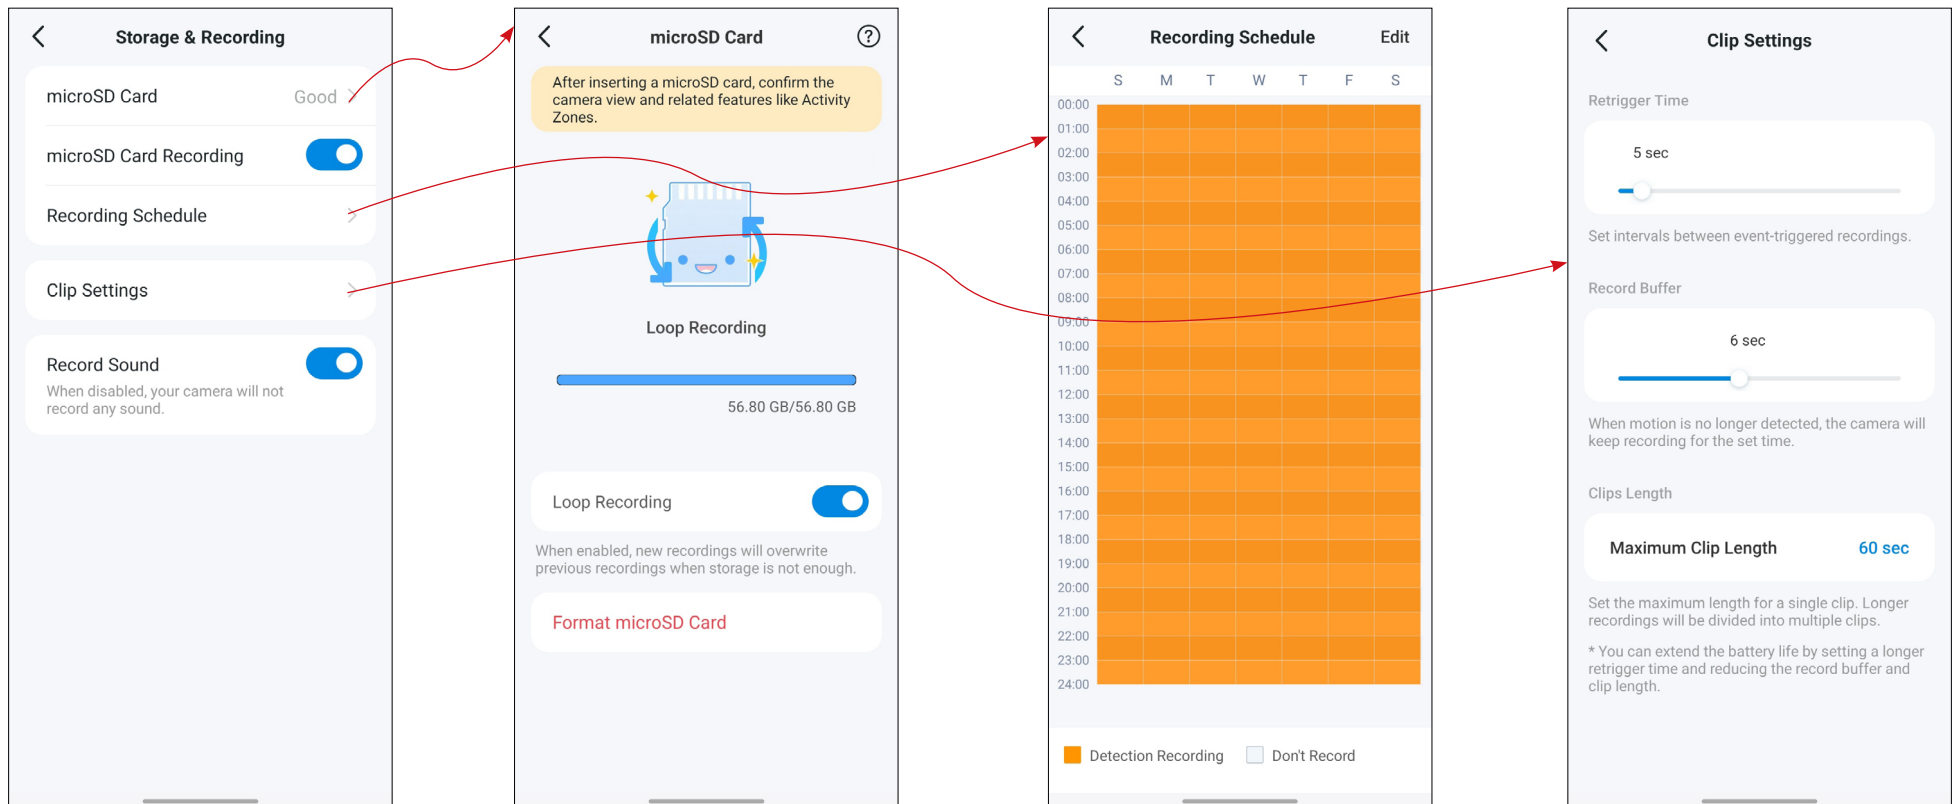 Storage & Recording
microSD Card
Good
microSD Card Recording
Recording Schedule
Clip Settings
Record Sound
When disabled, your camera will not
record any sound.
microSD Card
?
After inserting a microSD card, confirm the
camera view and related features like Activity
Zones.
Loop Recording
56.80 GB/56.80 GB
Loop Recording
When enabled, new recordings will overwrite
previous recordings when storage is not enough.
Format microSD Card
Recording Schedule
Edit
S M T W T F S
00:00
01:00
02:00
03:00
04:00
05:00
06:00
07:00
08:00
09:00
10:00
11:00
12:00
13:00
14:00
15:00
16:00
17:00
18:00
19:00
20:00
21:00
22:00
23:00
24:00
Detection Recording
Don't Record
Clip Settings
Retrigger Time
5 sec
Set intervals between event-triggered recordings.
Record Buffer
6 sec
When motion is no longer detected, the camera will
keep recording for the set time.
Clips Length
Maximum Clip Length
60 sec
Set the maximum length for a single clip. Longer
recordings will be divided into multiple clips.
* You can extend the battery life by setting a longer
retrigger time and reducing the record buffer and
clip length.